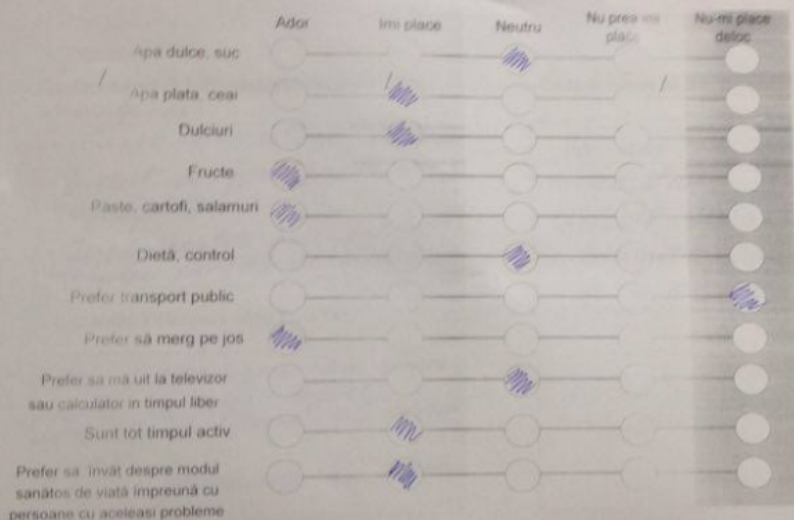 Ador
Imi place
Neutru
Nu prea imi
place
Nu-mi place
deloc
Apa dulce, suc
Apa plata, ceai
Dulciuri
Fructe
Paste, cartofi, salamuri
Dietă, control
Prefer transport public
Prefer să merg pe jos
Prefer sa mă uit la televizor
sau calculator in timpul liber
Sunt tot timpul activ
Prefer sa învăt despre modul
sanătos de viată împreună cu
persoane cu aceleasi probleme